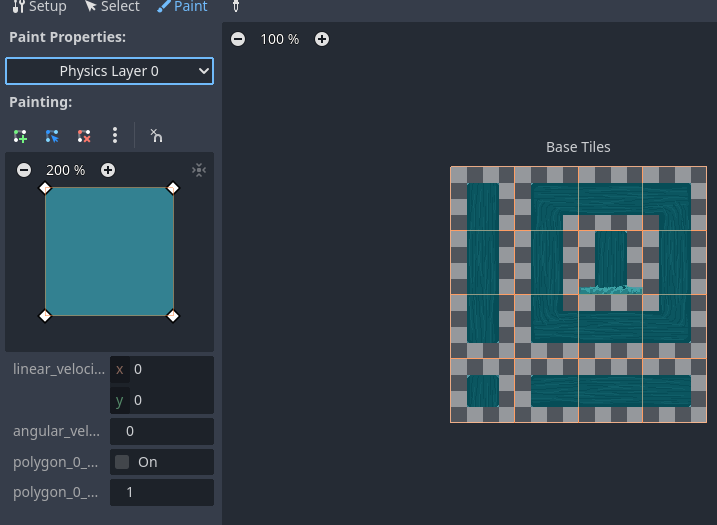 Setup Select Paint
Paint Properties:
Physics Layer 0
Painting:
200 %
linear_veloci... x 0
y 0
angular_vel... 0
polygon_0_... On
polygon_0_... 1
100 %
Base Tiles